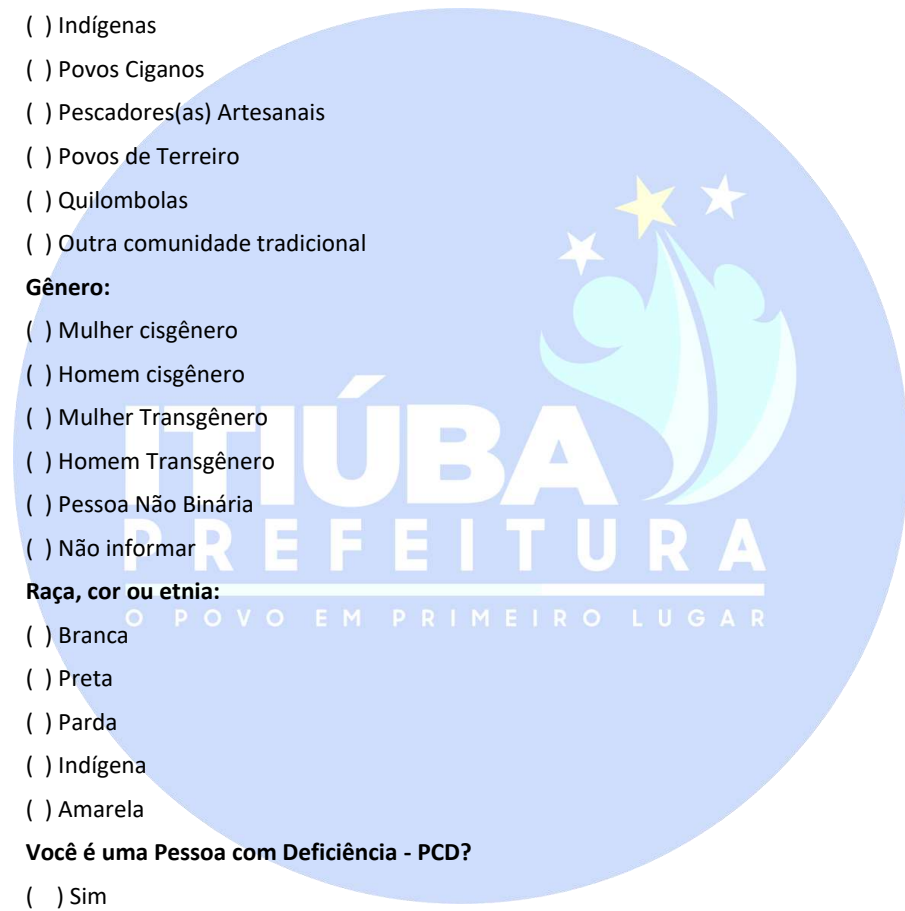 ( ) Indígenas
( ) Povos Ciganos
( ) Pescadores(as) Artesanais
( ) Povos de Terreiro
( ) Quilombolas
( ) Outra comunidade tradicional
Gênero:
( ) Mulher cisgênero
( ) Homem cisgênero
( ) Mulher Transgênero
( ) Homem Transgênero
( ) Pessoa Não Binária
( ) Não informar
Raça, cor ou etnia:
( ) Branca
( ) Preta
( ) Parda
( ) Indígena
( ) Amarela
Você é uma Pessoa com Deficiência - PCD?
(   ) Sim
ITIÚBA
PREFEITURA
O POVO EM PRIMEIRO LUGAR